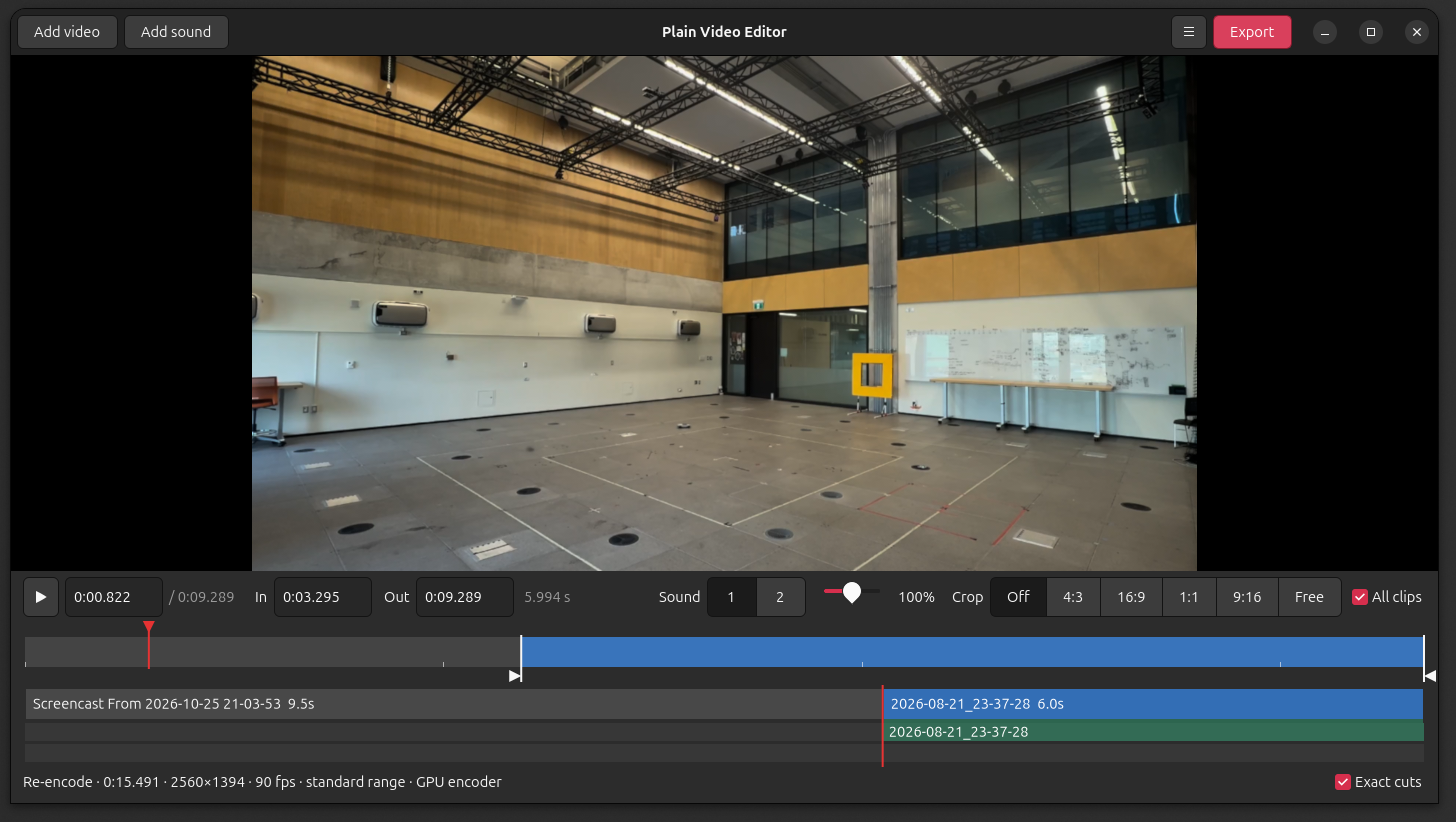 Add video Add sound Plain Video Editor Export
0:00.822 / 0:09.289 In 0:03.295 Out 0:09.289 5.994 s Sound 1 2 100% Crop Off 4:3 16:9 1:1 9:16 Free All clips
Screencast From 2026-10-25 21-03-53 9.5s 2026-08-21_23-37-28 6.0s
2026-08-21_23-37-28
Re-encode · 0:15.491 · 2560×1394 · 90 fps · standard range · GPU encoder Exact cuts